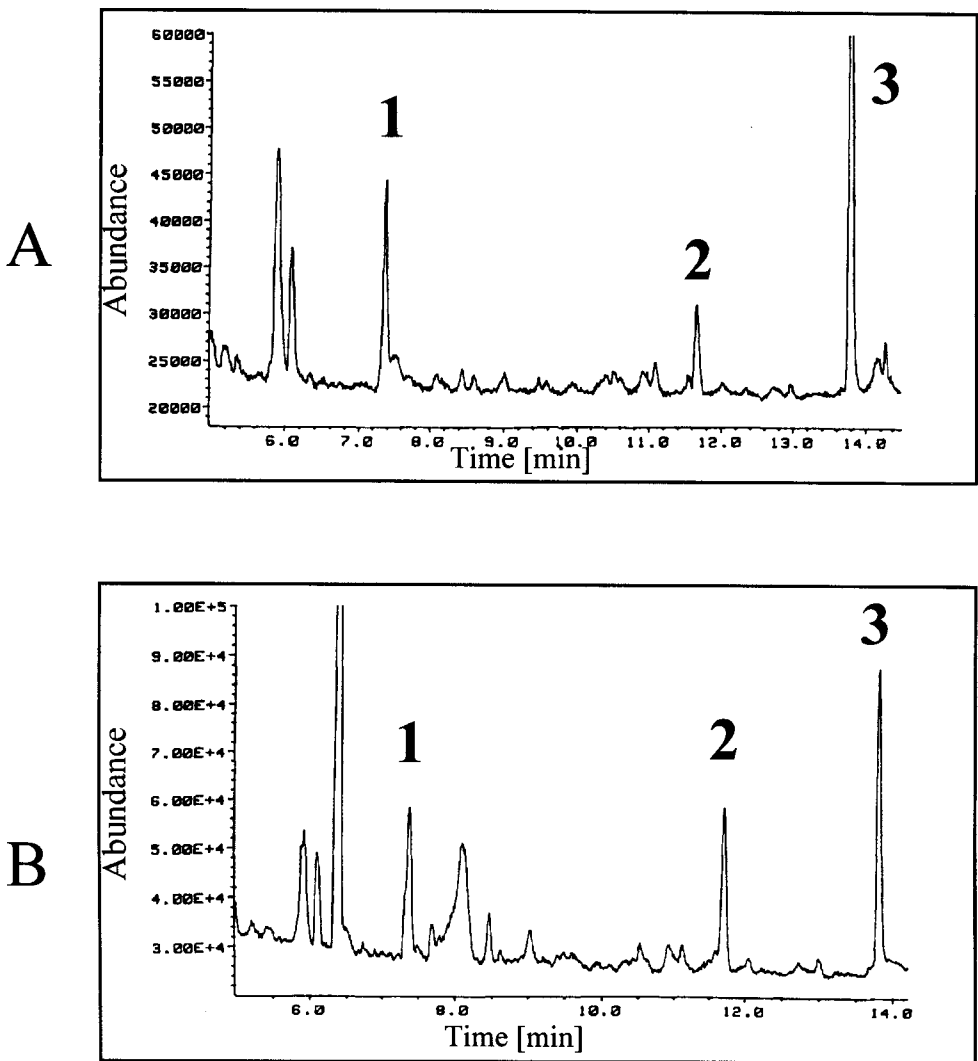 A
Abundance
60000
55000
50000
45000
40000
35000
30000
25000
20000
1
2
3
6.0 7.0 8.0 9.0 10.0 11.0 12.0 13.0 14.0
Time [min]
B
Abundance
1.00E+5
9.00E+4
8.00E+4
7.00E+4
6.00E+4
5.00E+4
4.00E+4
3.00E+4
1
2
3
6.0 8.0 10.0 12.0 14.0
Time [min]